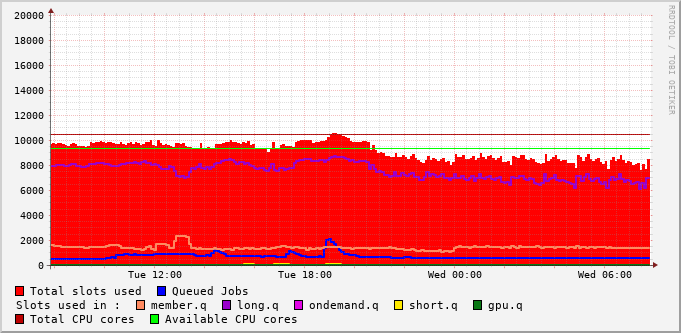 20000
18000
16000
14000
12000
10000
8000
6000
4000
2000
0
Tue 12:00 Tue 18:00 Wed 00:00 Wed 06:00
Total slots used Queued Jobs
Slots used in : member.q long.q ondemand.q short.q gpu.q
Total CPU cores Available CPU cores
RRDTOOL / TOBI OETIKER